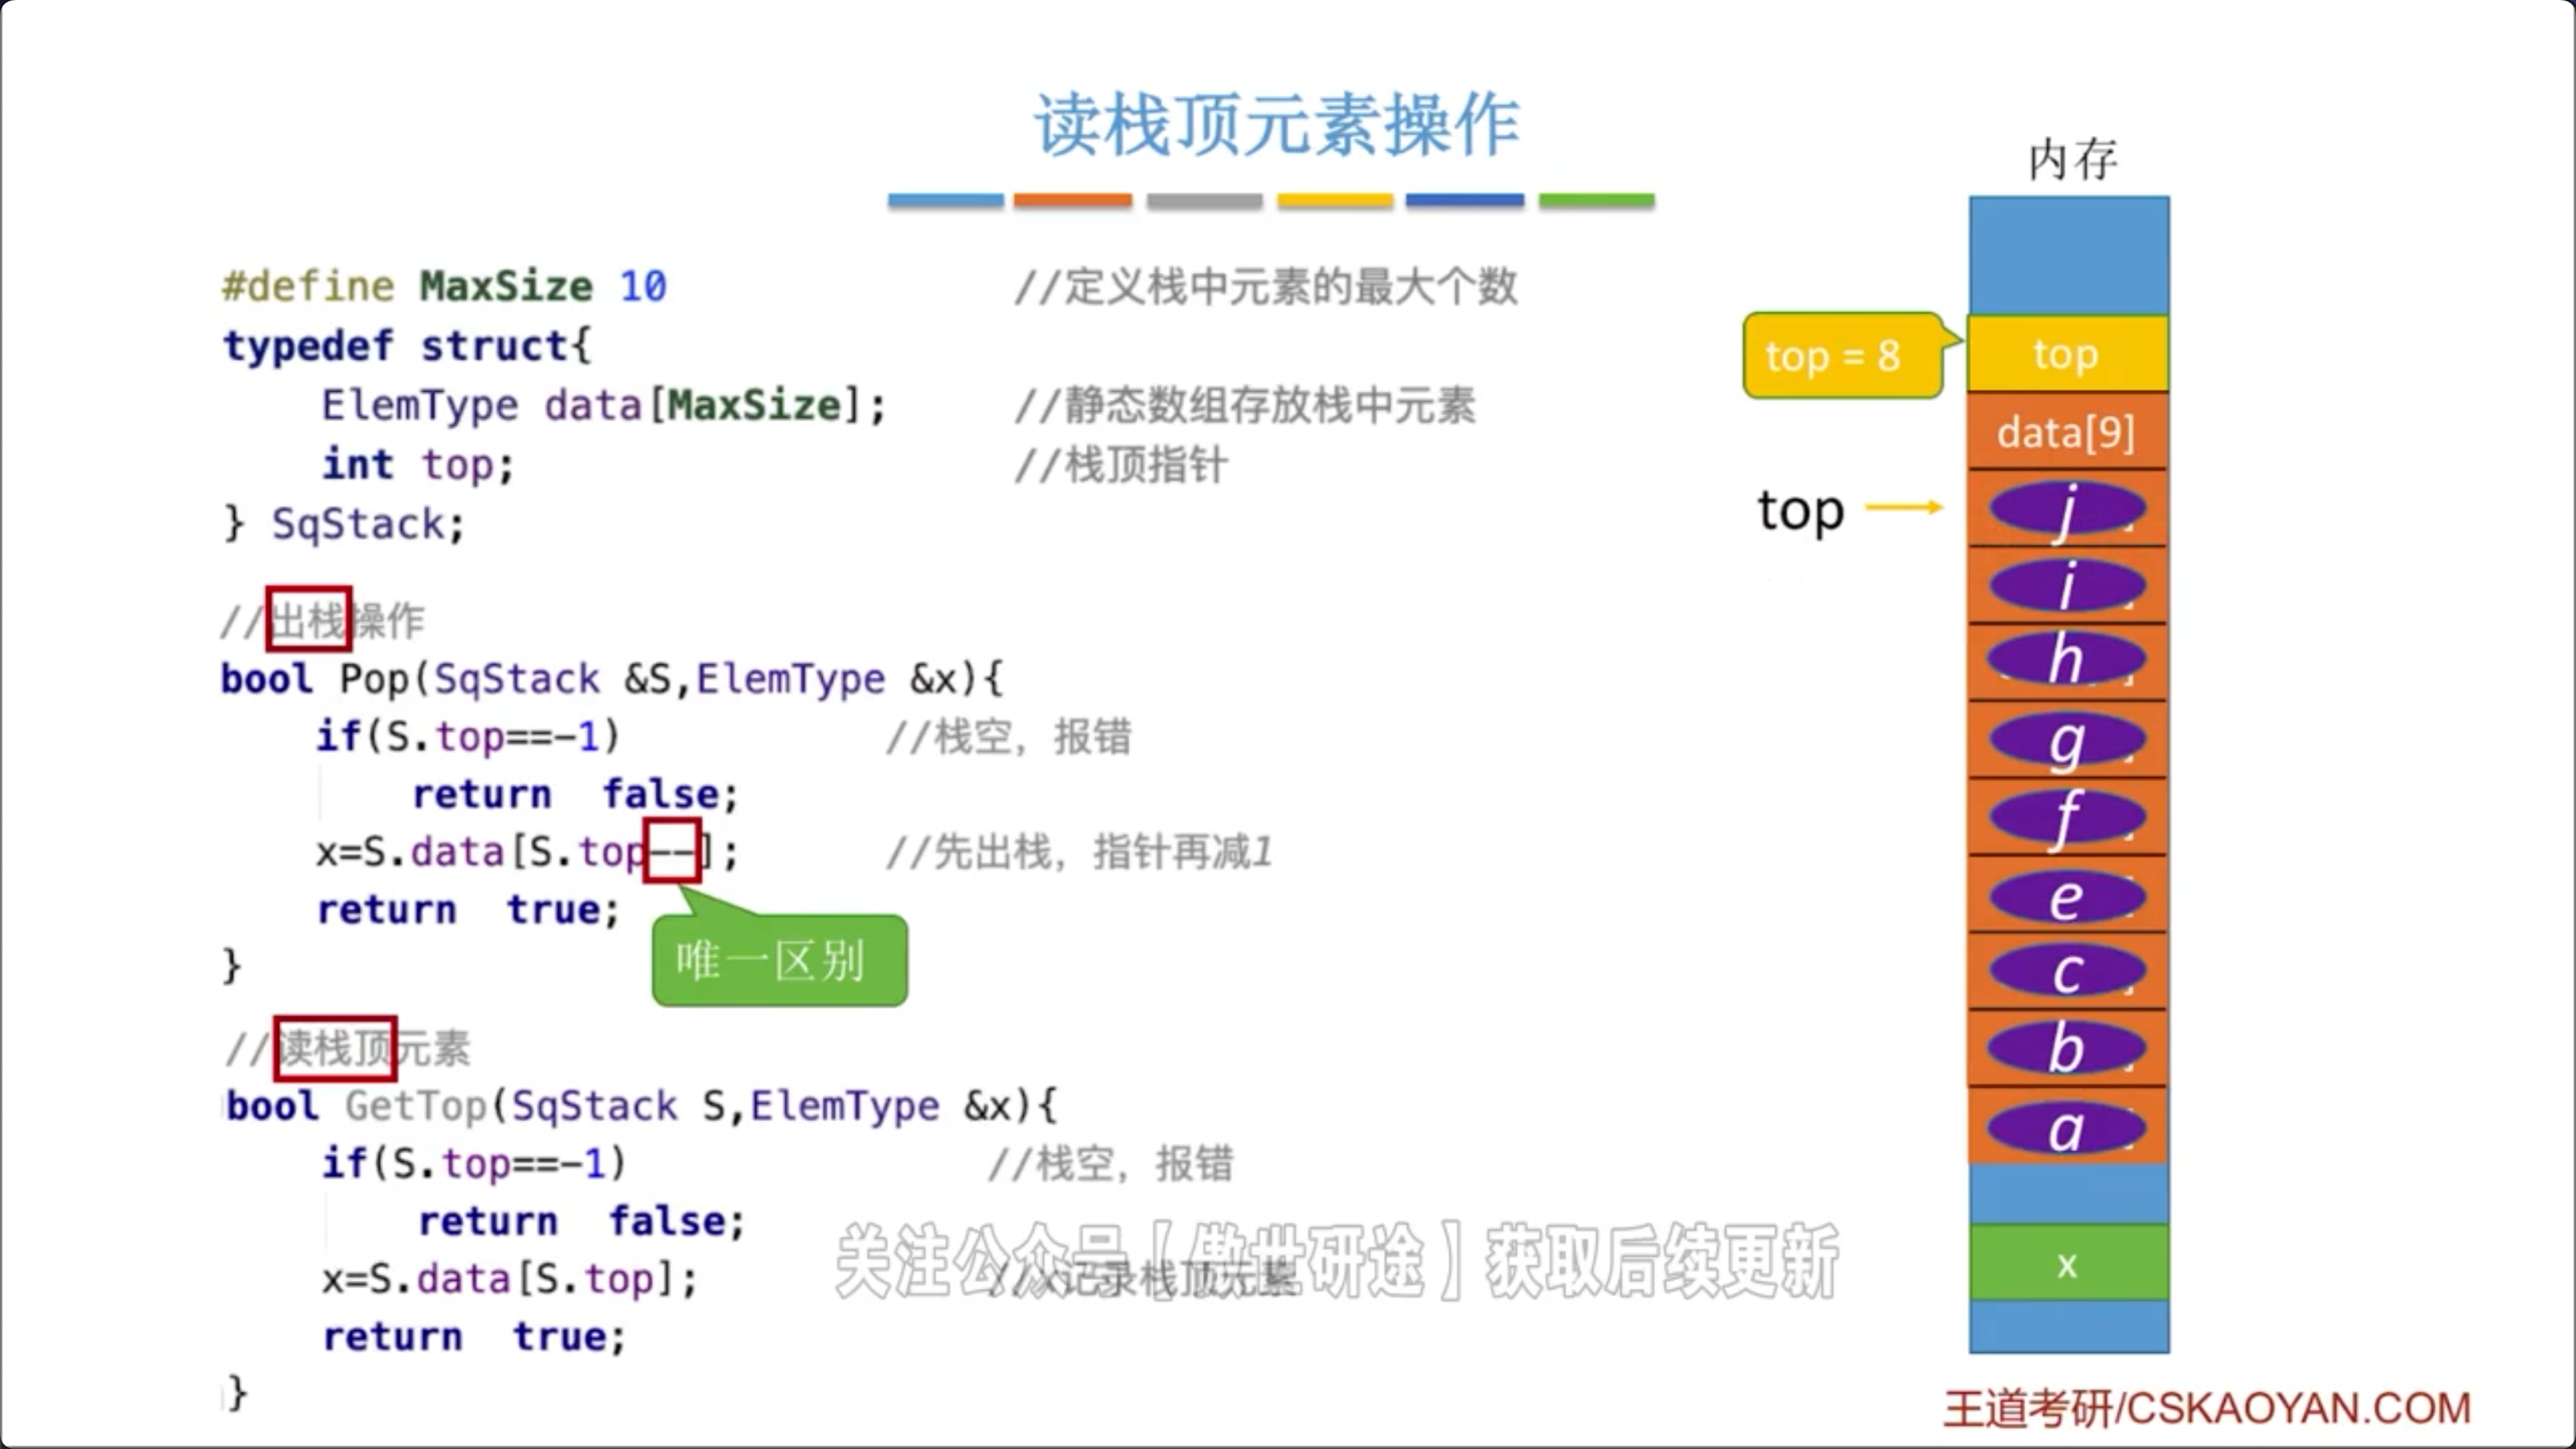 读栈顶元素操作
#define MaxSize 10 //定义栈中元素的最大个数
typedef struct{
ElemType data[MaxSize]; //静态数组存放栈中元素
int top; //栈顶指针
} SqStack;
//出栈操作
bool Pop(SqStack &S,ElemType &x){
if(S.top==-1) //栈空，报错
return false;
x=S.data[S.top--]; //先出栈，指针再减1
return true;
唯一区别
}
//读栈顶元素
bool GetTop(SqStack S,ElemType &x){
if(S.top==-1) //栈空，报错
return false;
x=S.data[S.top]; //x记录栈顶元素
return true;
}
关注公众号【傲世研途】获取后续更新
内存
top = 8
top
data[9]
top
j
i
h
g
f
e
c
b
a
x
王道考研/CSKAOYAN.COM